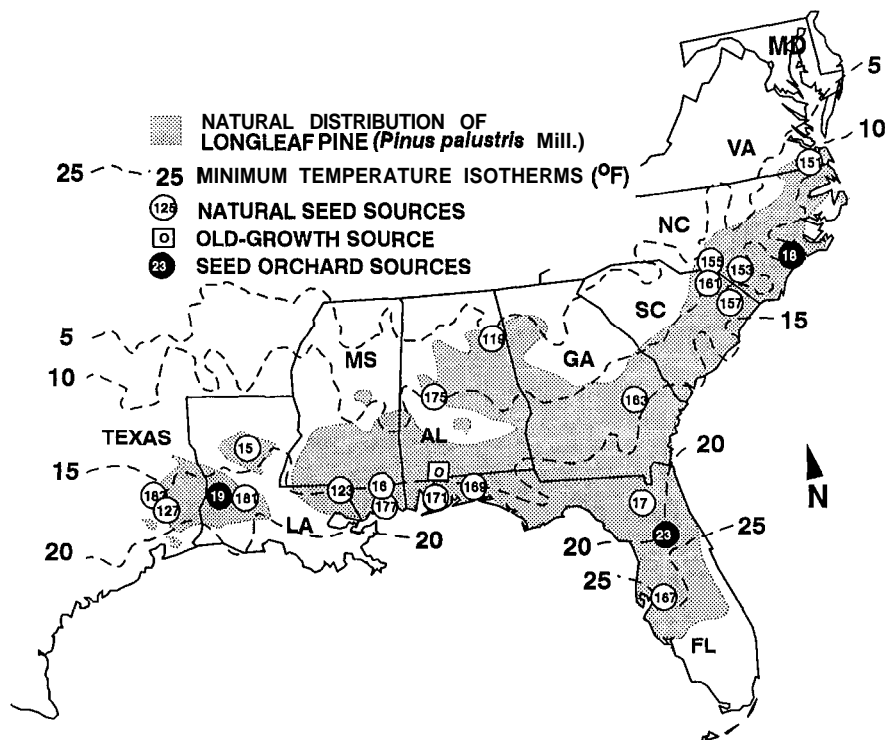 MD
5
NATURAL DISTRIBUTION OF
LONGLEAF PINE (Pinus palustris Mill.)
10
VA
151
25 25 MINIMUM TEMPERATURE ISOTHERMS (ºF)
125 NATURAL SEED SOURCES
NC
O OLD-GROWTH SOURCE
18
23 SEED ORCHARD SOURCES
155
153
161
157
SC
15
5
119
MS
GA
10
175
163
TEXAS
AL
15
20
15
O
N
19
181
123
16
171
169
17
127
177
LA
25
20
20
20
23
25
167
FL